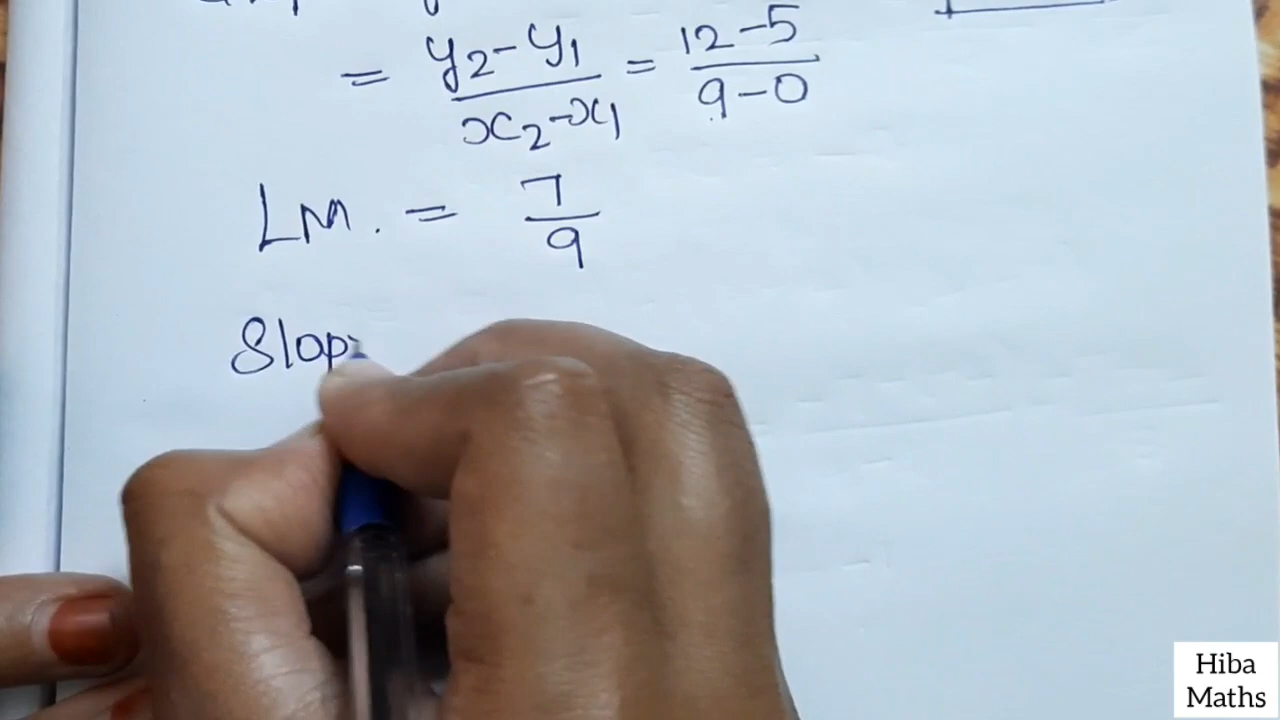 = y₂-y₁/x₂-x₁ = 12-5/9-0
LM. = 7/9
Slop
Hiba
Maths